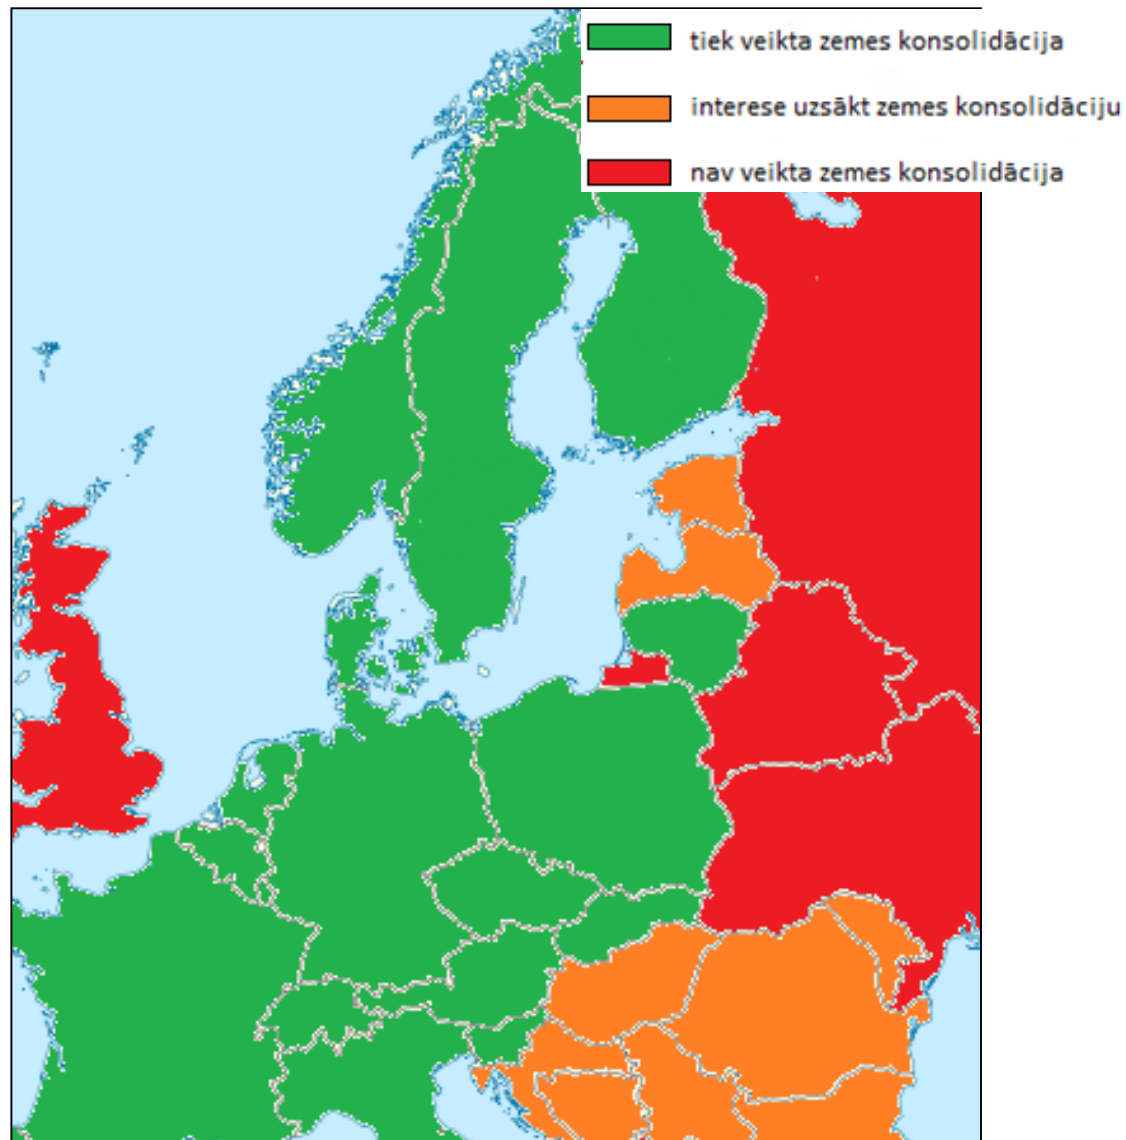 tiek veikta zemes konsolidācija
interese uzsākt zemes konsolidāciju
nav veikta zemes konsolidācija